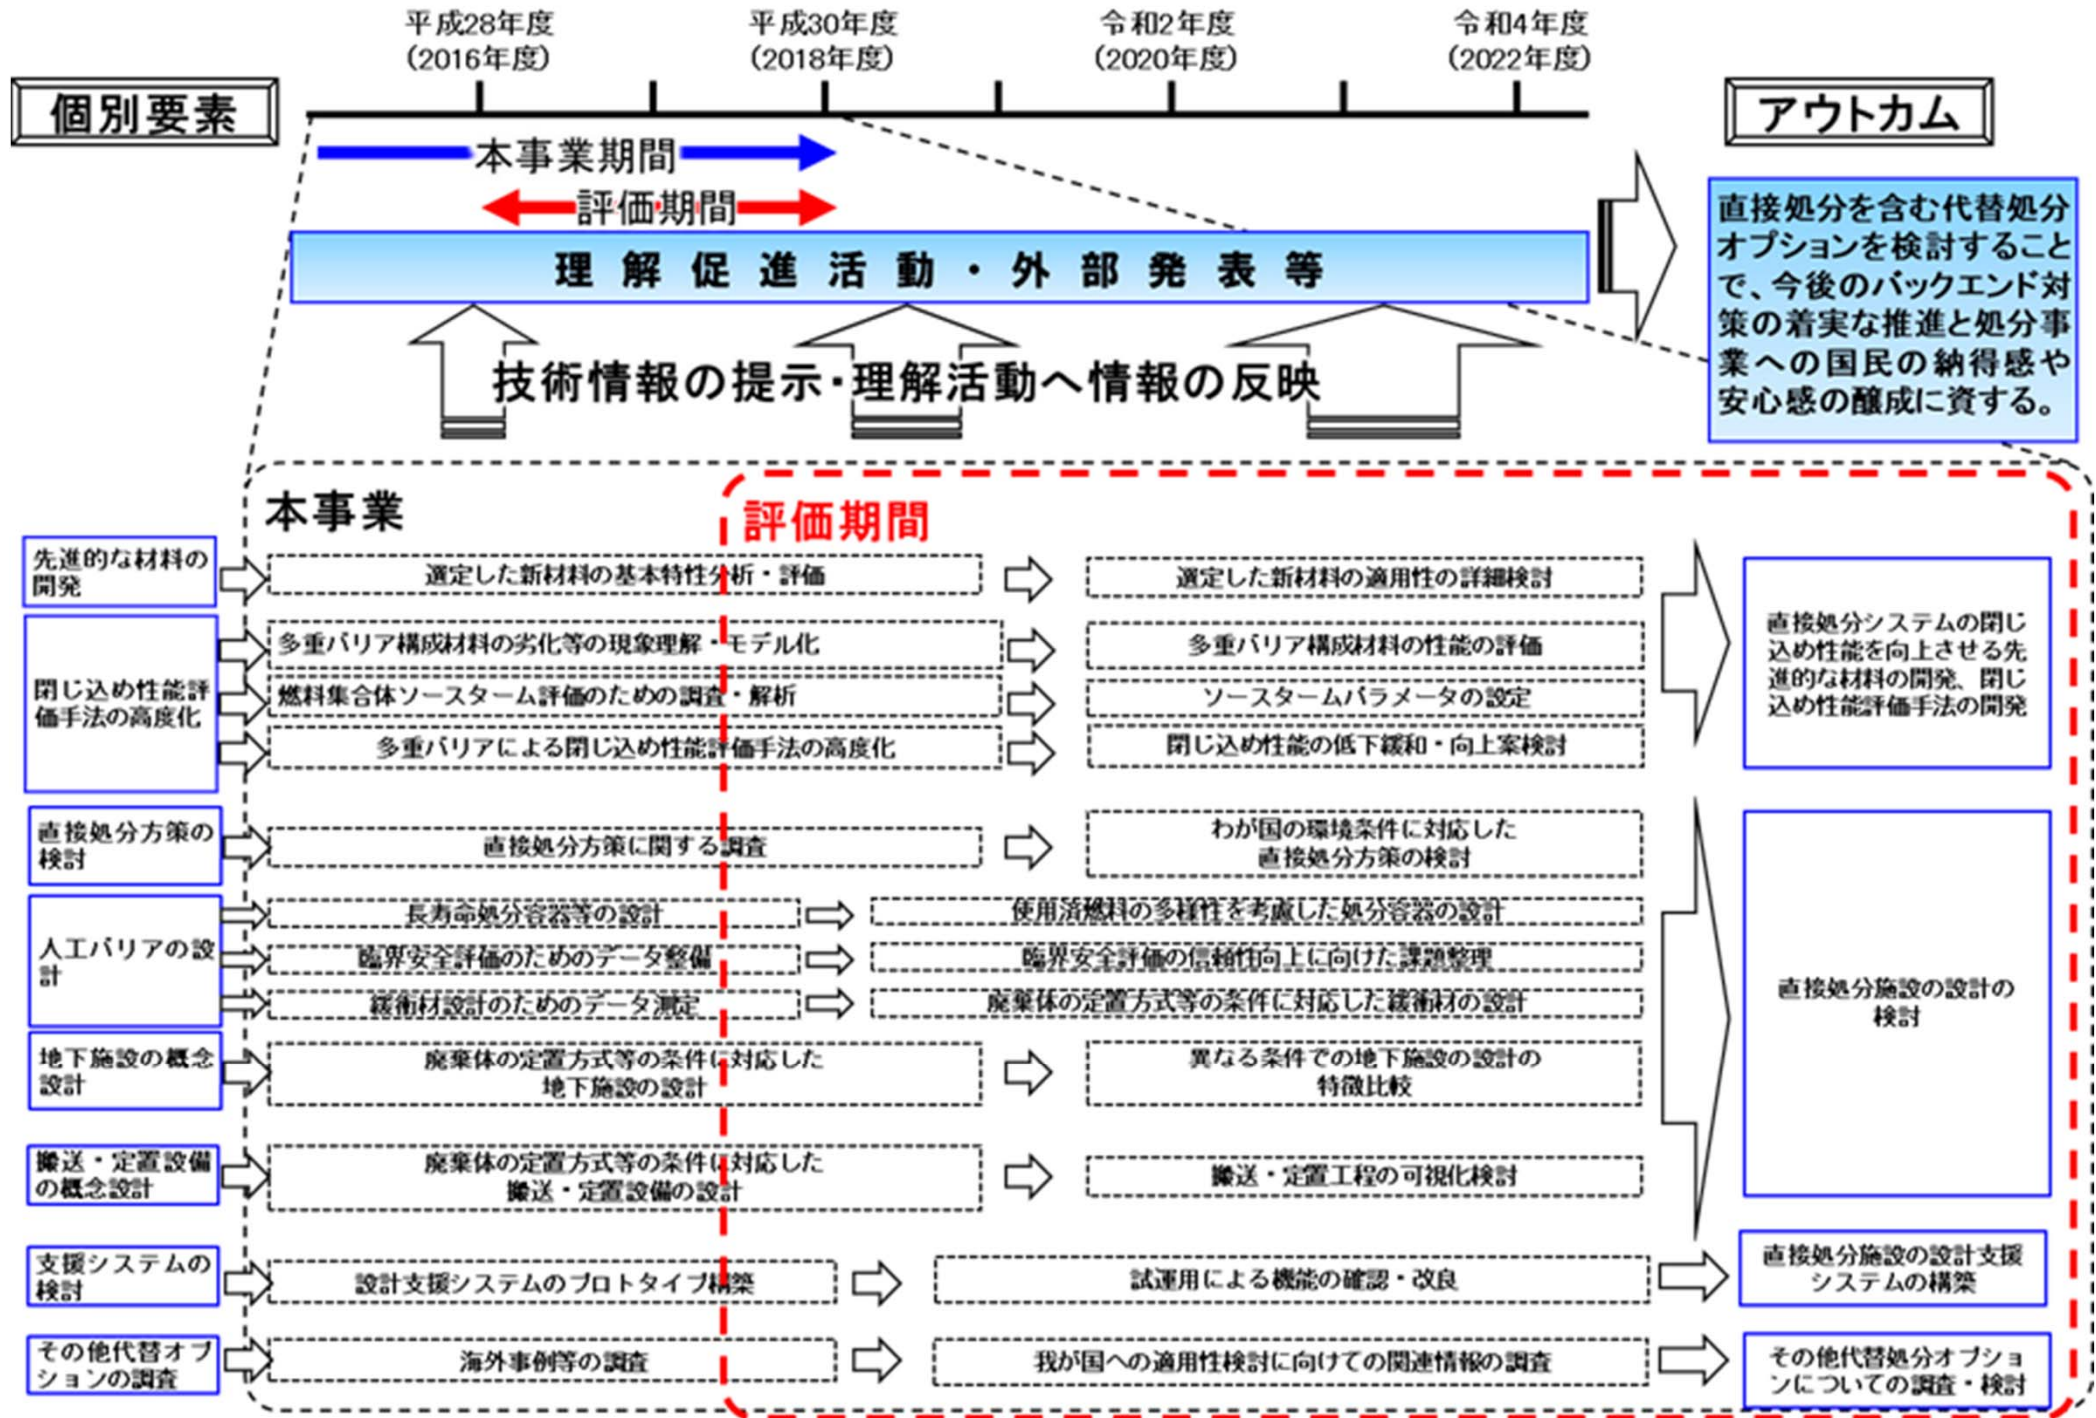 平成28年度
(2016年度)
平成30年度
(2018年度)
令和2年度
(2020年度)
令和4年度
(2022年度)
個別要素
アウトカム
本事業期間
評価期間
理解促進活動・外部発表等
技術情報の提示・理解活動へ情報の反映
直接処分を含む代替処分
オプションを検討すること
で、今後のバックエンド対
策の着実な推進と処分事
業への国民の納得感や
安心感の醸成に資する。
本事業
評価期間
先進的な材料の
開発
選定した新材料の基本特性分析・評価
選定した新材料の適用性の詳細検討
閉じ込め性能評
価手法の高度化
多重バリア構成材料の劣化等の現象理解・モデル化
多重バリア構成材料の性能の評価
燃料集合体ソースターム評価のための調査・解析
ソースタームパラメータの設定
多重バリアによる閉じ込め性能評価手法の高度化
閉じ込め性能の低下緩和・向上案検討
直接処分システムの閉じ
込め性能を向上させる先
進的な材料の開発、閉じ
込め性能評価手法の開発
直接処分方策の
検討
直接処分方策に関する調査
わが国の環境条件に対応した
直接処分方策の検討
人工バリアの設
計
長寿命処分容器等の設計
使用済燃料の多様性を考慮した処分容器の設計
臨界安全評価のためのデータ整備
臨界安全評価の信頼性向上に向けた課題整理
緩衝材設計のためのデータ測定
廃棄体の定置方式等の条件に対応した緩衝材の設計
地下施設の概念
設計
廃棄体の定置方式等の条件に対応した
地下施設の設計
異なる条件での地下施設の設計の
特徴比較
搬送・定置設備
の概念設計
廃棄体の定置方式等の条件に対応した
搬送・定置設備の設計
搬送・定置工程の可視化検討
直接処分施設の設計の
検討
支援システムの
検討
設計支援システムのプロトタイプ構築
試運用による機能の確認・改良
直接処分施設の設計支援
システムの構築
その他代替オプ
ションの調査
海外事例等の調査
我が国への適用性検討に向けての関連情報の調査
その他代替処分オプショ
ンについての調査・検討